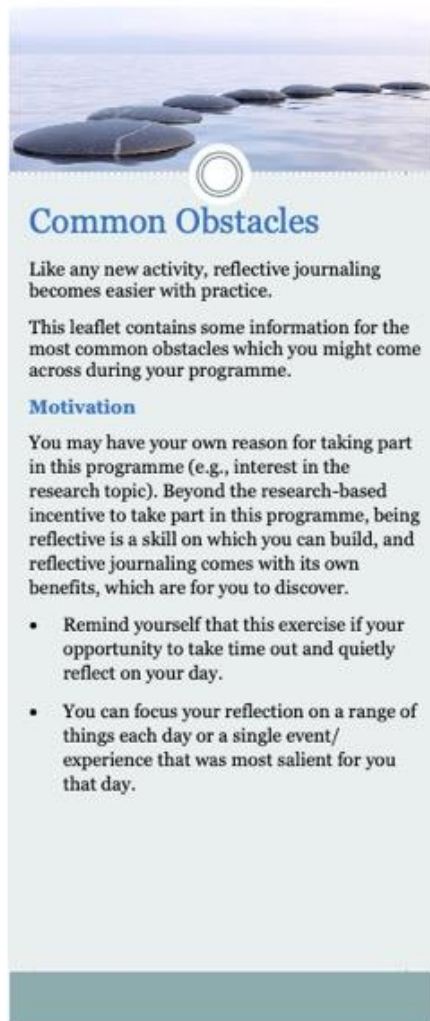 Common Obstacles
Like any new activity, reflective journaling
becomes easier with practice.
This leaflet contains some information for the
most common obstacles which you might come
across during your programme.
Motivation
You may have your own reason for taking part
in this programme (e.g., interest in the
research topic). Beyond the research-based
incentive to take part in this programme, being
reflective is a skill on which you can build, and
reflective journaling comes with its own
benefits, which are for you to discover.
• Remind yourself that this exercise if your
opportunity to take time out and quietly
reflect on your day.
• You can focus your reflection on a range of
things each day or a single event/
experience that was most salient for you
that day.